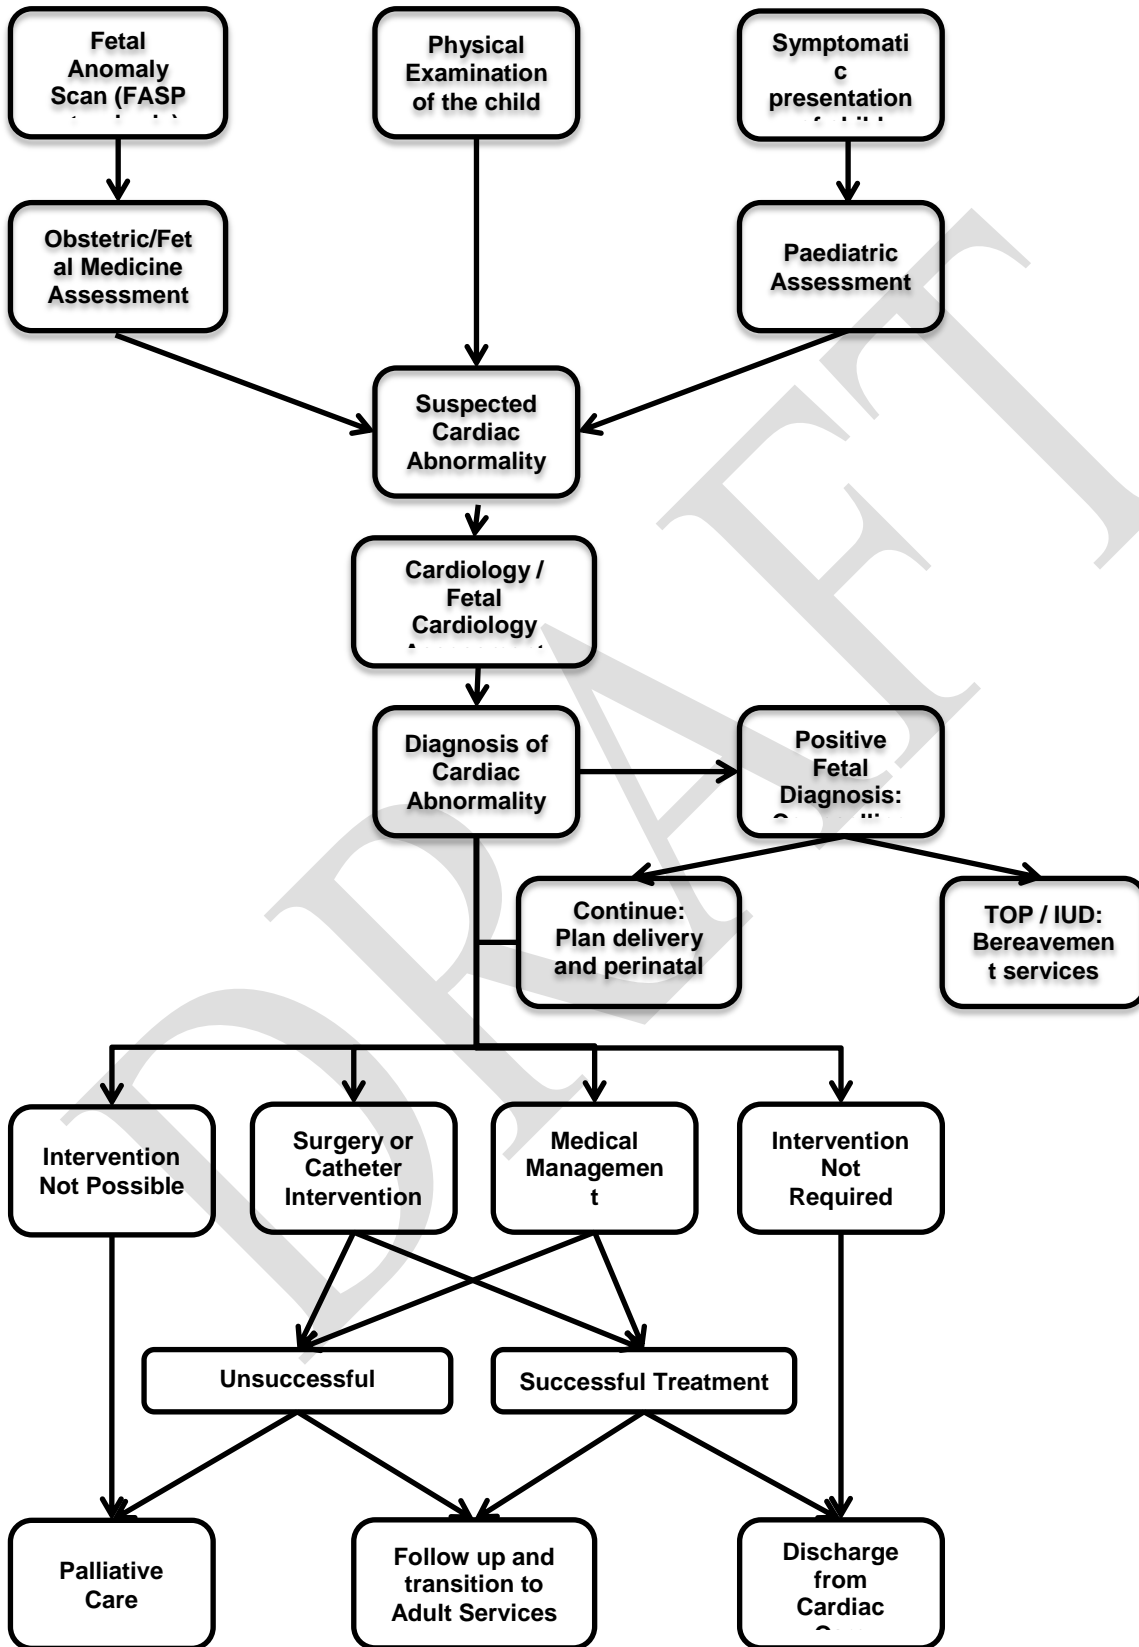 Fetal
Anomaly
Scan (FASP
Physical
Examination
of the child
Symptomati
c
presentation
Obstetric/Fet
al Medicine
Assessment
Paediatric
Assessment
Suspected
Cardiac
Abnormality
Cardiology /
Fetal
Cardiology
Diagnosis of
Cardiac
Abnormality
Positive
Fetal
Diagnosis:
Continue:
Plan delivery
and perinatal
TOP / IUD:
Bereavemen
t services
Intervention
Not Possible
Surgery or
Catheter
Intervention
Medical
Managemen
t
Intervention
Not
Required
Unsuccessful
Successful Treatment
Palliative
Care
Follow up and
transition to
Adult Services
Discharge
from
Cardiac
DRAFT